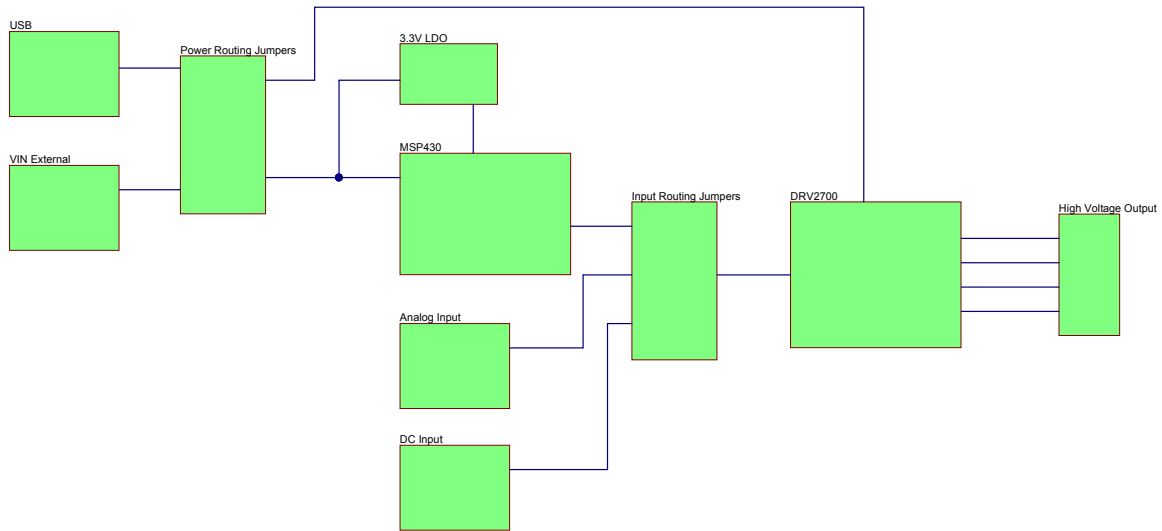 USB
Power Routing Jumpers
3.3V LDO
VIN External
MSP430
Input Routing Jumpers
DRV2700
High Voltage Output
Analog Input
DC Input